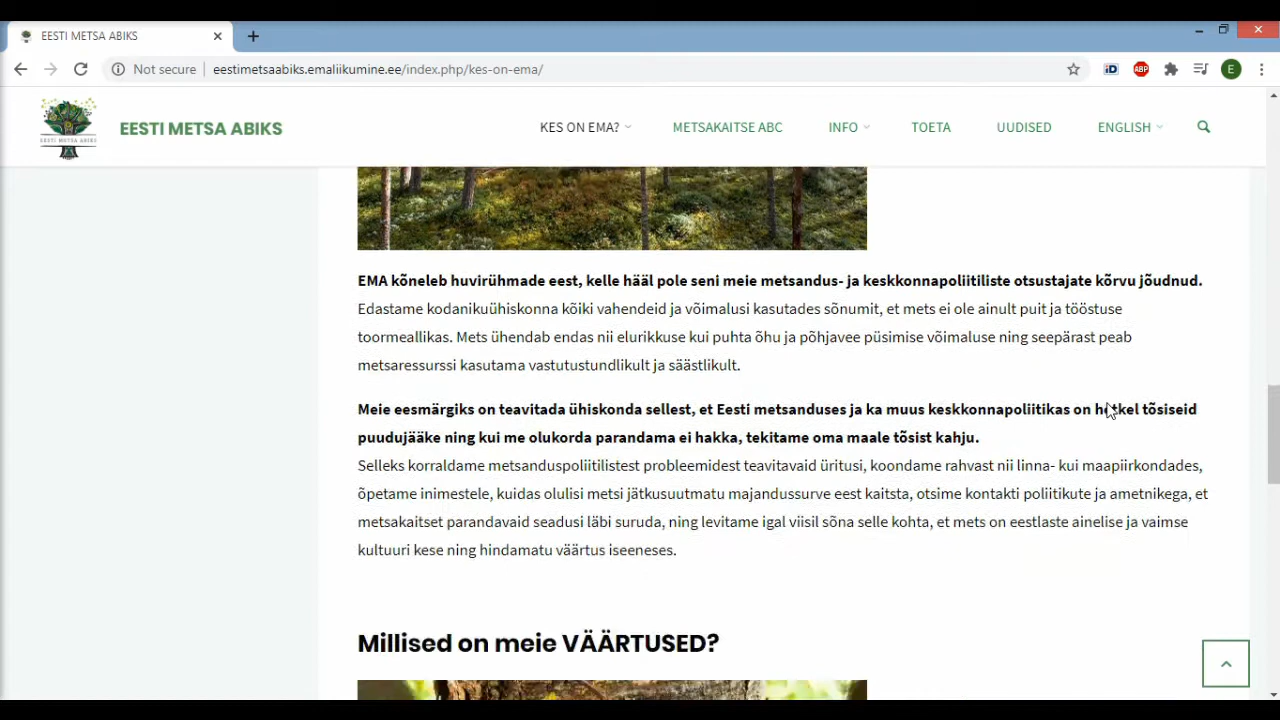 EESTI METSA ABIKS
Not secure
eestimetsaabiks.emaliikumine.ee/index.php/kes-on-ema/
iD
ABP
E
EESTI METSA ABIKS
EESTI METSA ABIKS
KES ON EMA?
METSAKAITSE ABC
INFO
TOETA
UUDISED
ENGLISH
EMA kõneleb huvirühmade eest, kelle hääl pole seni meie metsandus- ja keskkonnapoliitiliste otsustajate kõrvu jõudnud.
Edastame kodanikuühiskonna kõiki vahendeid ja võimalusi kasutades sõnumit, et mets ei ole ainult puit ja tööstuse
toormeallikas. Mets ühendab endas nii elurikkuse kui puhta õhu ja põhjavee püsimise võimaluse ning seepärast peab
metsaressurssi kasutama vastutustundlikult ja säästlikult.
Meie eesmärgiks on teavitada ühiskonda sellest, et Eesti metsanduses ja ka muus keskkonnapoliitikas on hetkel tõsiseid
puudujääke ning kui me olukorda parandama ei hakka, tekitame oma maale tõsist kahju.
Selleks korraldame metsanduspoliitilistest probleemidest teavitavaid üritusi, koondame rahvast nii linna- kui maapiirkondades,
õpetame inimestele, kuidas olulisi metsi jätkusuutmatu majandussurve eest kaitsta, otsime kontakti poliitikute ja ametnikega, et
metsakaitset parandavaid seadusi läbi suruda, ning levitame igal viisil sõna selle kohta, et mets on eestlaste ainelise ja vaimse
kultuuri kese ning hindamatu väärtus iseeneses.
Millised on meie VÄÄRTUSED?